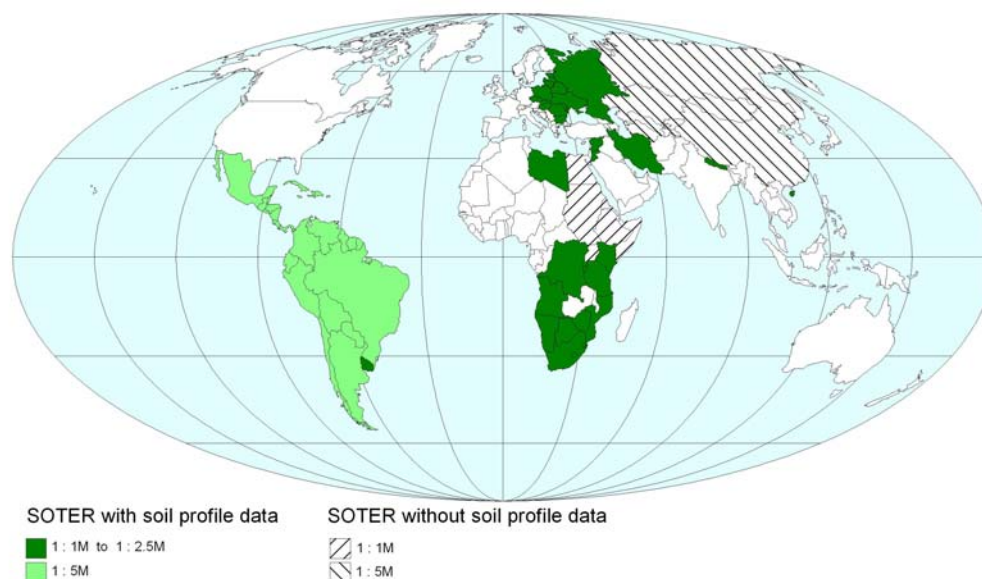 SOTER with soil profile data
1 : 1M to 1 : 2.5M
1 : 5M
SOTER without soil profile data
1 : 1M
1 : 5M